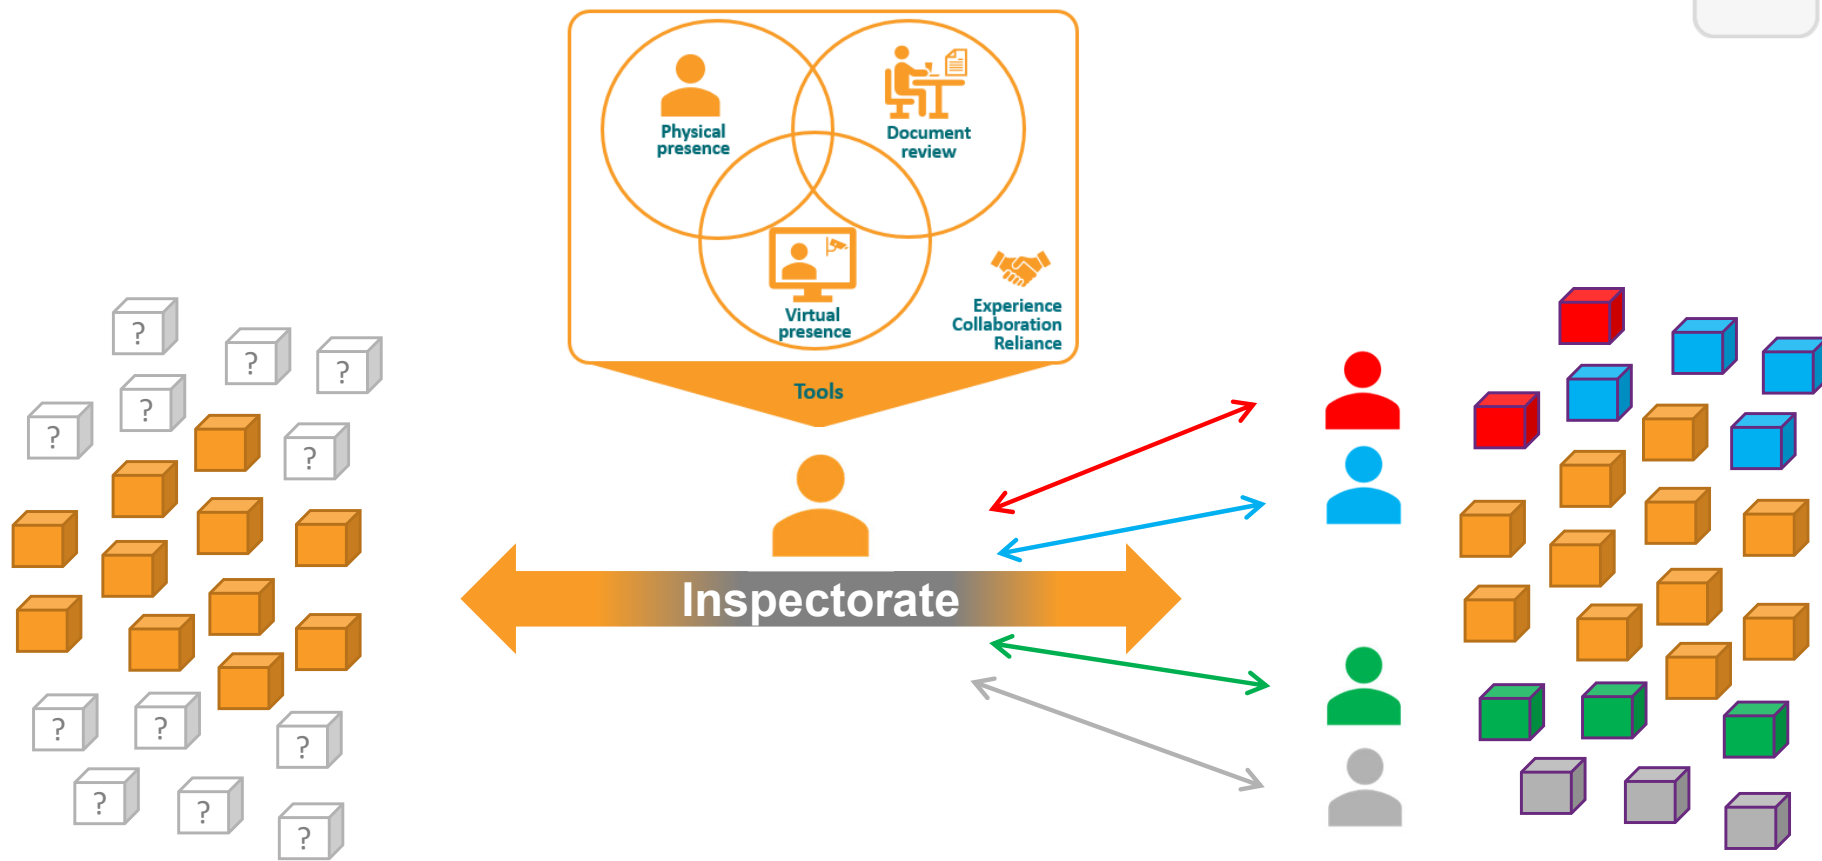 Physical
presence
Document
review
Virtual
presence
Experience
Collaboration
Reliance
Tools
?
?
?
?
?
?
Inspectorate
?
?
?
?
?
?